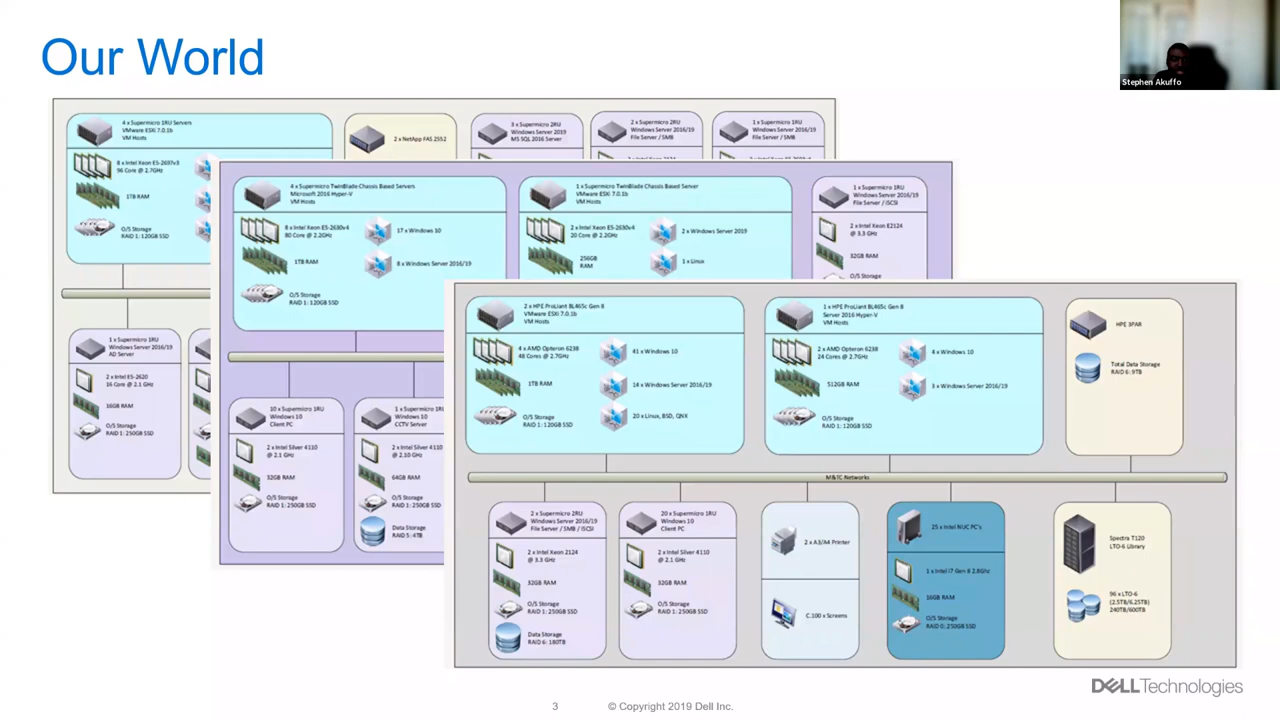 Our World
Stephen Akuffo
4 x Supermicro 1RU Servers
VMware ESXi 7.0.1b
VM Hosts
8 x Intel Xeon E5-2697v3
96 Core @ 2.7GHz
1TB RAM
O/S Storage
RAID 1: 120GB SSD
2 x NetApp FAS 2552
3 x Supermicro 2RU
Windows Server 2019
MS SQL 2016 Server
2 x Supermicro 2RU
Windows Server 2016/19
File Server / SMB
1 x Supermicro 1RU
Windows Server 2016/19
File Server / SMB
1 x Supermicro 1RU
Windows Server 2016/19
AD Server
2 x Intel E5-2620
16 Core @ 2.1 GHz
16GB RAM
O/S Storage
RAID 1: 250GB SSD
4 x Supermicro TwinBlade Chassis Based Servers
Microsoft 2016 Hyper-V
VM Hosts
8 x Intel Xeon E5-2630v4
80 Core @ 2.2GHz
1TB RAM
O/S Storage
RAID 1: 120GB SSD
17 x Windows 10
8 x Windows Server 2016/19
1 x Supermicro TwinBlade Chassis Based Server
VMware ESXi 7.0.1b
VM Hosts
2 x Intel Xeon E5-2630v4
20 Core @ 2.2GHz
256GB
RAM
2 x Windows Server 2019
1 x Linux
1 x Supermicro 1RU
Windows Server 2016/19
File Server / iSCSI
2 x Intel Xeon E2124
@ 3.3 GHz
32GB RAM
O/S Storage
10 x Supermicro 1RU
Windows 10
Client PC
2 x Intel Silver 4110
@ 2.1 GHz
32GB RAM
O/S Storage
RAID 1: 250GB SSD
1 x Supermicro 1RU
Windows 10
CCTV Server
2 x Intel Silver 4110
@ 2.10 GHz
64GB RAM
O/S Storage
RAID 1: 250GB SSD
Data Storage
RAID 5: 4TB
2 x HPE ProLiant BL465c Gen 8
VMware ESXi 7.0.1b
VM Hosts
4 x AMD Opteron 6238
48 Cores @ 2.7GHz
1TB RAM
O/S Storage
RAID 1: 120GB SSD
41 x Windows 10
14 x Windows Server 2016/19
20 x Linux, BSD, QNX
1 x HPE ProLiant BL465c Gen 8
Server 2016 Hyper-V
VM Hosts
2 x AMD Opteron 6238
24 Cores @ 2.7GHz
512GB RAM
O/S Storage
RAID 1: 120GB SSD
4 x Windows 10
3 x Windows Server 2016/19
HPE 3PAR
Total Data Storage
RAID 6: 9TB
M&TC Networks
2 x Supermicro 2RU
Windows Server 2016/19
File Server / SMB / iSCSI
2 x Intel Xeon 2124
@ 3.3 GHz
32GB RAM
O/S Storage
RAID 1: 250GB SSD
Data Storage
RAID 6: 180TB
20 x Supermicro 1RU
Windows 10
Client PC
2 x Intel Silver 4110
@ 2.1 GHz
32GB RAM
O/S Storage
RAID 1: 250GB SSD
2 x A3/A4 Printer
C.100 x Screens
25 x Intel NUC PC's
1 x Intel I7 Gen 8 2.8Ghz
16GB RAM
O/S Storage
RAID 0: 250GB SSD
Spectra T120
LTO-6 Library
96 x LTO-6
(2.5TB/6.25TB)
240TB/600TB
DELL Technologies
3
© Copyright 2019 Dell Inc.